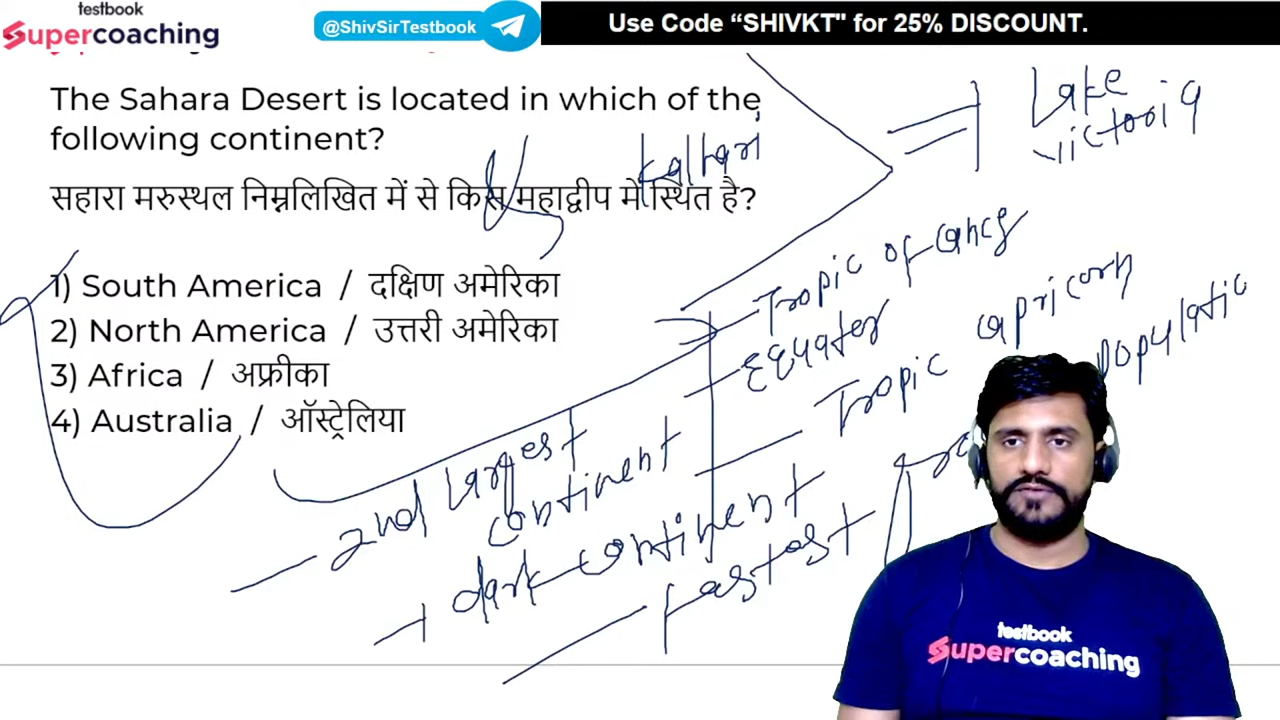 testbook
Supercoaching
@ShivSirTestbook
Use Code “SHIVKT" for 25% DISCOUNT.
The Sahara Desert is located in which of the
following continent?
सहारा मरुस्थल निम्नलिखित में से किस महाद्वीप में स्थित है?
1) South America / दक्षिण अमेरिका
2) North America / उत्तरी अमेरिका
3) Africa / अफ्रीका
4) Australia / ऑस्ट्रेलिया
kalhari
Lake
victoria
Tropic of
Equater
Tropic capricorn
2nd largest
continent
dark continent
fastest
populatio
testbook
Supercoaching